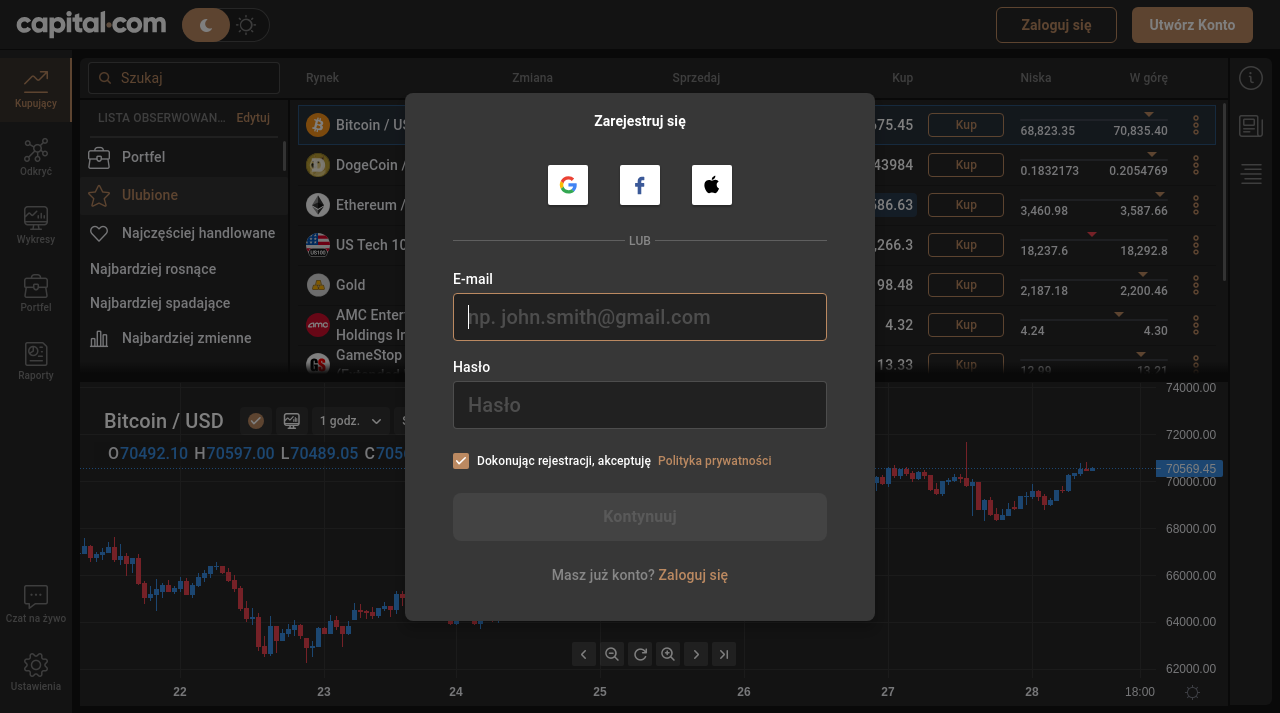 capital.com
Zaloguj się
Utwórz Konto
Kupujący
Odkryć
Wykresy
Portfel
Raporty
Czat na żywo
Ustawienia
Szukaj
LISTA OBSERWOWAN... Edytuj
Portfel
Ulubione
Najczęściej handlowane
Najbardziej rosnące
Najbardziej spadające
Najbardziej zmienne
Rynek Zmiana Sprzedaj Kup Niska W górę
Bitcoin / 75.45 Kup 68,823.35 70,835.40
DogeCoin / 43984 Kup 0.1832173 0.2054769
Ethereum / 86.63 Kup 3,460.98 3,587.66
US Tech 10 ,266.3 Kup 18,237.6 18,292.8
Gold 98.48 Kup 2,187.18 2,200.46
AMC Enter
Holdings 4.32 Kup 4.24 4.30
GameStop 13.33 Kup 12.99 13.21
Zarejestruj się
LUB
E-mail
np. john.smith@gmail.com
Hasło
Hasło
Dokonując rejestracji, akceptuję Polityka prywatności
Kontynuuj
Masz już konto? Zaloguj się
Bitcoin / USD 1 godz.
O70492.10 H70597.00 L70489.05 C705
74000.00
72000.00
70569.45
70000.00
68000.00
66000.00
64000.00
62000.00
22 23 24 25 26 27 28 18:00